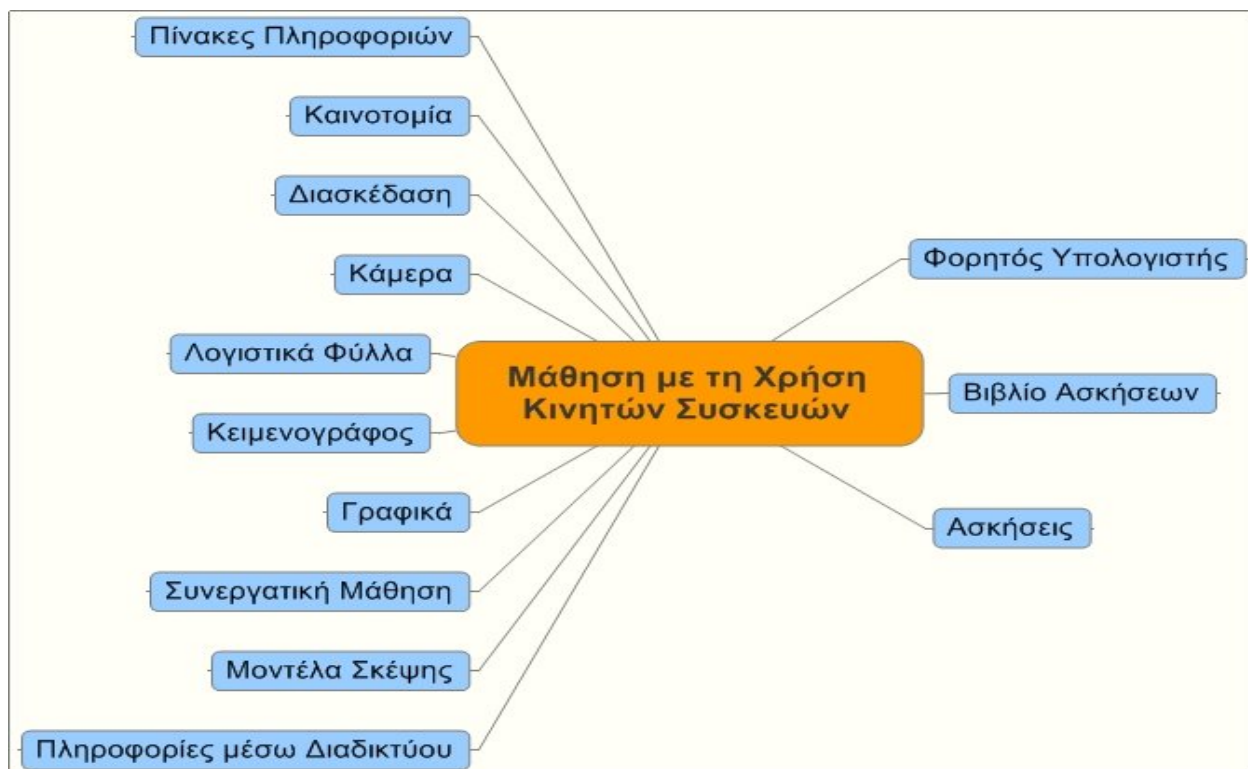 Πίνακες Πληροφοριών
Καινοτομία
Διασκέδαση
Κάμερα
Λογιστικά Φύλλα
Κειμενογράφος
Γραφικά
Συνεργατική Μάθηση
Μοντέλα Σκέψης
Πληροφορίες μέσω Διαδικτύου
Μάθηση με τη Χρήση
Κινητών Συσκευών
Φορητός Υπολογιστής
Βιβλίο Ασκήσεων
Ασκήσεις